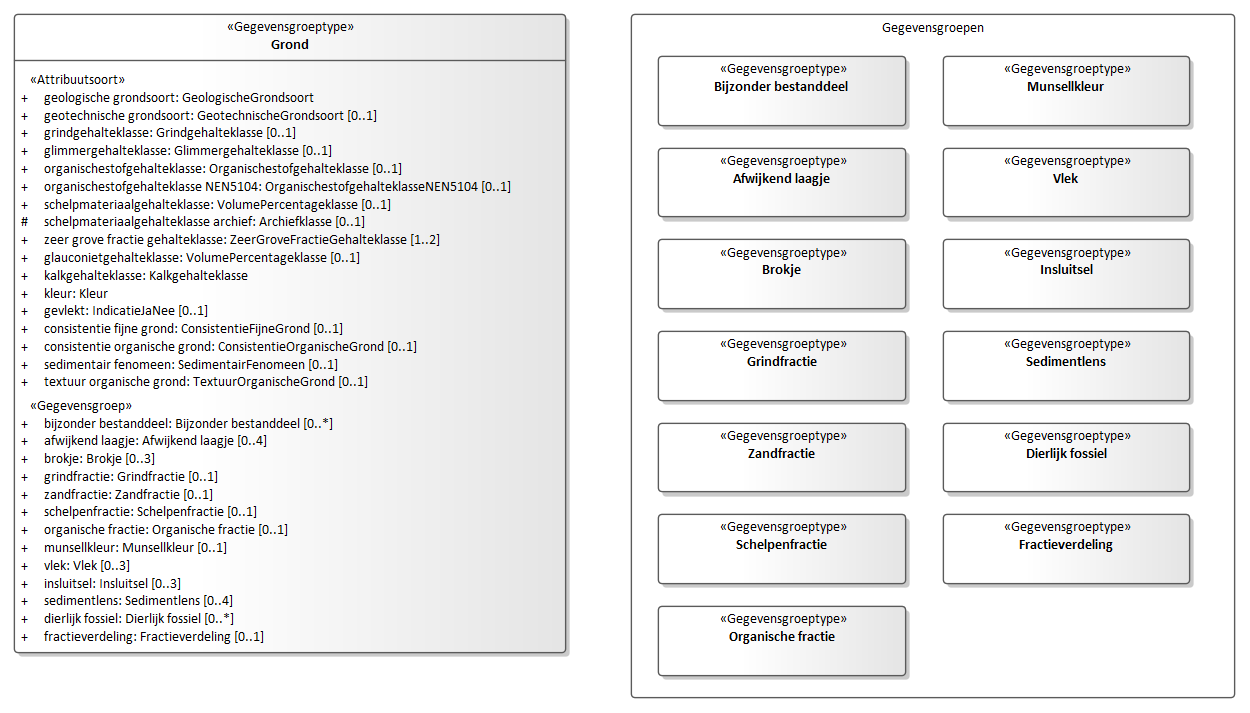 «Gegevensgroeptype»
Grond
«Attribuutsoort»
+ geologische grondsoort: GeologischeGrondsoort
+ geotechnische grondsoort: GeotechnischeGrondsoort [0..1]
+ grindgehalteklasse: Grindgehalteklasse [0..1]
+ glimmergehalteklasse: Glimmergehalteklasse [0..1]
+ organischestofgehalteklasse: Organischestofgehalteklasse [0..1]
+ organischestofgehalteklasse NEN5104: OrganischestofgehalteklasseNEN5104 [0..1]
+ schelpmateriaalgehalteklasse: VolumePercentageklasse [0..1]
# schelpmateriaalgehalteklasse archief: Archiefklasse [0..1]
+ zeer grove fractie gehalteklasse: ZeerGroveFractieGehalteklasse [1..2]
+ glauconietgehalteklasse: VolumePercentageklasse [0..1]
+ kalkgehalteklasse: Kalkgehalteklasse
+ kleur: Kleur
+ gevlekt: IndicatieJaNee [0..1]
+ consistentie fijne grond: ConsistentieFijneGrond [0..1]
+ consistentie organische grond: ConsistentieOrganischeGrond [0..1]
+ sedimentair fenomeen: SedimentairFenomeen [0..1]
+ textuur organische grond: TextuurOrganischeGrond [0..1]
«Gegevensgroep»
+ bijzonder bestanddeel: Bijzonder bestanddeel [0..*]
+ afwijkend laagje: Afwijkend laagje [0..4]
+ brokje: Brokje [0..3]
+ grindfractie: Grindfractie [0..1]
+ zandfractie: Zandfractie [0..1]
+ schelpenfractie: Schelpenfractie [0..1]
+ organische fractie: Organische fractie [0..1]
+ munsellkleur: Munsellkleur [0..1]
+ vlek: Vlek [0..3]
+ insluitsel: Insluitsel [0..3]
+ sedimentlens: Sedimentlens [0..4]
+ dierlijk fossiel: Dierlijk fossiel [0..*]
+ fractieverdeling: Fractieverdeling [0..1]
Gegevensgroepen
«Gegevensgroeptype»
Bijzonder bestanddeel
«Gegevensgroeptype»
Munsellkleur
«Gegevensgroeptype»
Afwijkend laagje
«Gegevensgroeptype»
Vlek
«Gegevensgroeptype»
Brokje
«Gegevensgroeptype»
Insluitsel
«Gegevensgroeptype»
Grindfractie
«Gegevensgroeptype»
Sedimentlens
«Gegevensgroeptype»
Zandfractie
«Gegevensgroeptype»
Dierlijk fossiel
«Gegevensgroeptype»
Schelpenfractie
«Gegevensgroeptype»
Fractieverdeling
«Gegevensgroeptype»
Organische fractie